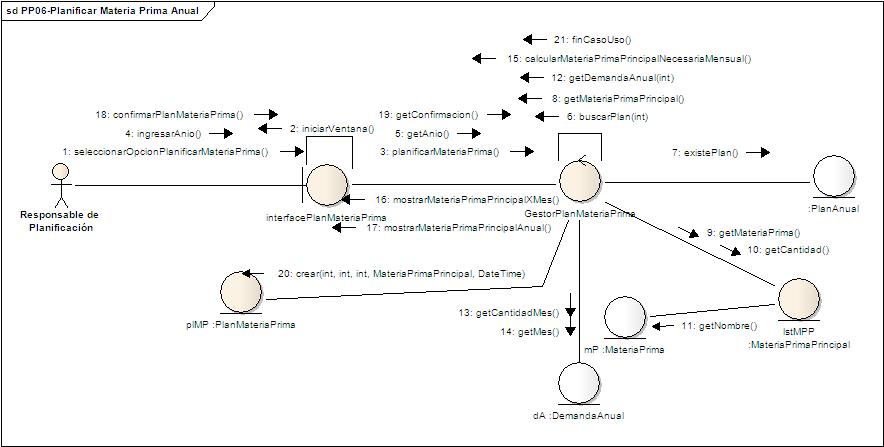 sd PP06-Planificar Materia Prima Anual
21: finCasoUso()
15: calcularMateriaPrimaPrincipalNecesariaMensual()
12: getDemandaAnual(int)
8: getMateriaPrimaPrincipal()
6: buscarPlan(int)
18: confirmarPlanMateriaPrima()
19: getConfirmacion()
4: ingresarAnio()
2: iniciarVentana()
5: getAnio()
1: seleccionarOpcionPlanificarMateriaPrima()
3: planificarMateriaPrima()
7: existePlan()
Responsable de
Planificación
interfacePlanMateriaPrima
16: mostrarMateriaPrimaPrincipalXMes()
GestorPlanMateriaPrima
:PlanAnual
17: mostrarMateriaPrimaPrincipalAnual()
9: getMateriaPrima()
10: getCantidad()
20: crear(int, int, int, MateriaPrimaPrincipal, DateTime)
plMP :PlanMateriaPrima
13: getCantidadMes()
14: getMes()
11: getNombre()
lstMPP
:MateriaPrimaPrincipal
mP :MateriaPrima
dA :DemandaAnual